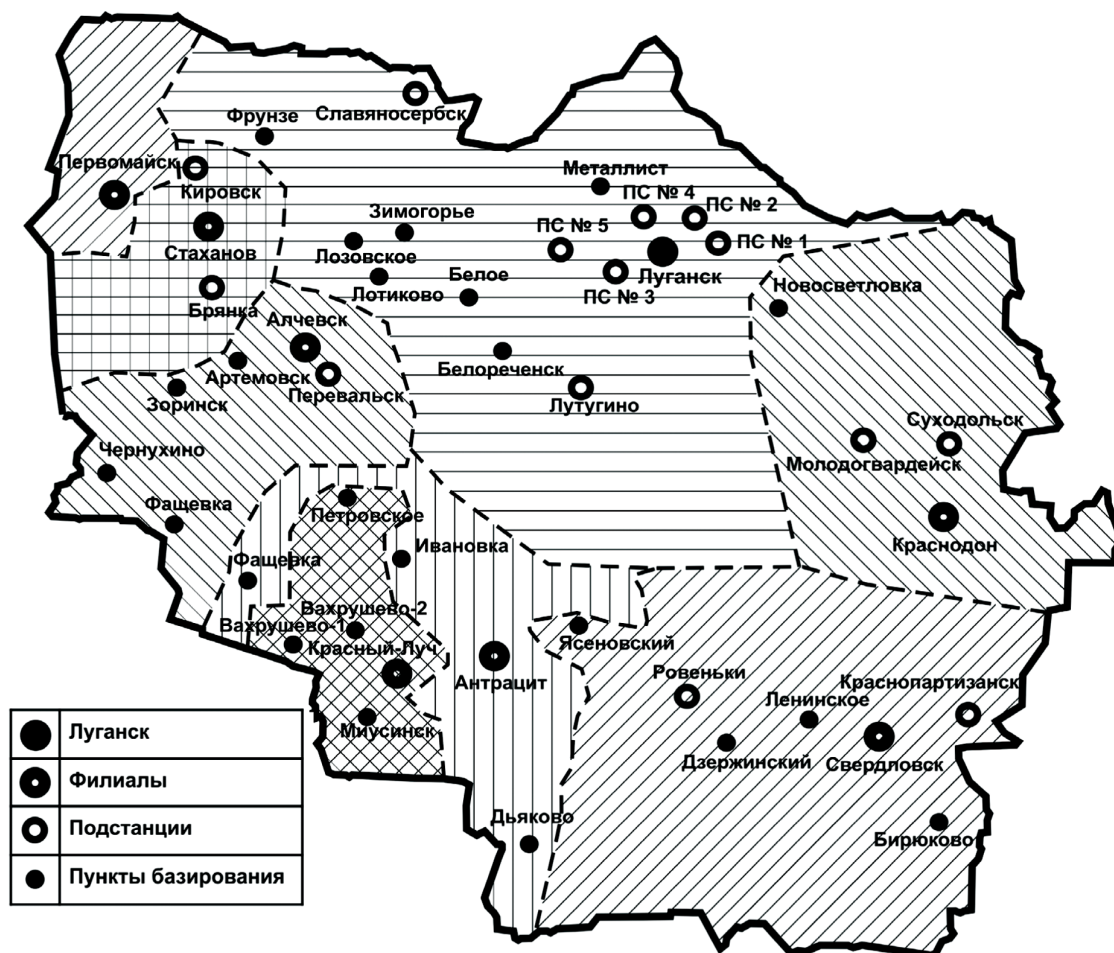 Славяносербск
Фрунзе
Первомайск
Кировск
Металлист
ПС № 4
ПС № 2
Зимогорье
ПС № 5
ПС № 1
Стаханов
Лозовское
Луганск
Белое
Лотиково
ПС № 3
Новосветловка
Брянка
Алчевск
Артемовск
Перевальск
Белореченск
Зоринск
Лутугино
Суходольск
Чернухино
Молодогвардейск
Фащевка
Петровское
Краснодон
Ивановка
Фащевка
Вахрушево-2
Вахрушево-1
Ясеновский
Красный-Луч
Антрацит
Ровеньки
Краснопартизанск
Ленинское
Миусинск
Дзержинский
Свердловск
Дьяково
Бирюково
Луганск
Филиалы
Подстанции
Пункты базирования